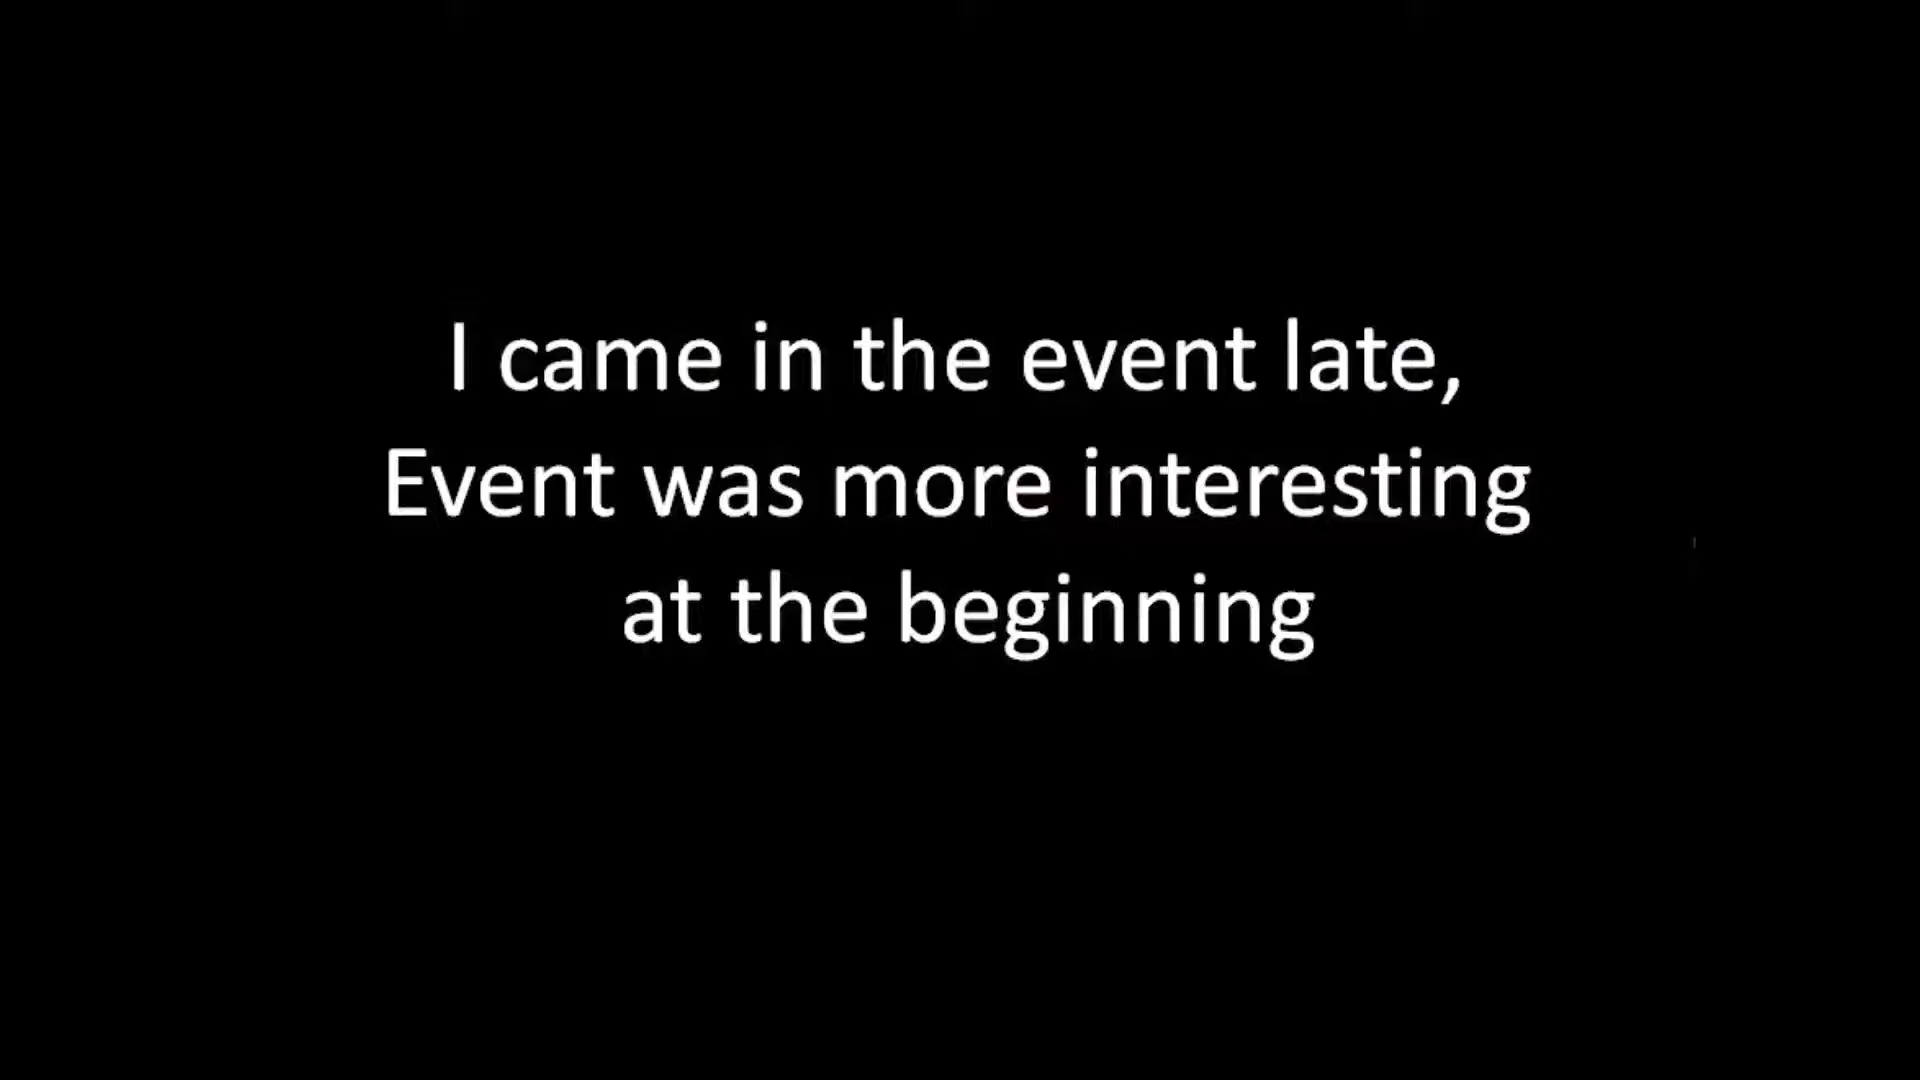 I came in the event late,
Event was more interesting
at the beginning